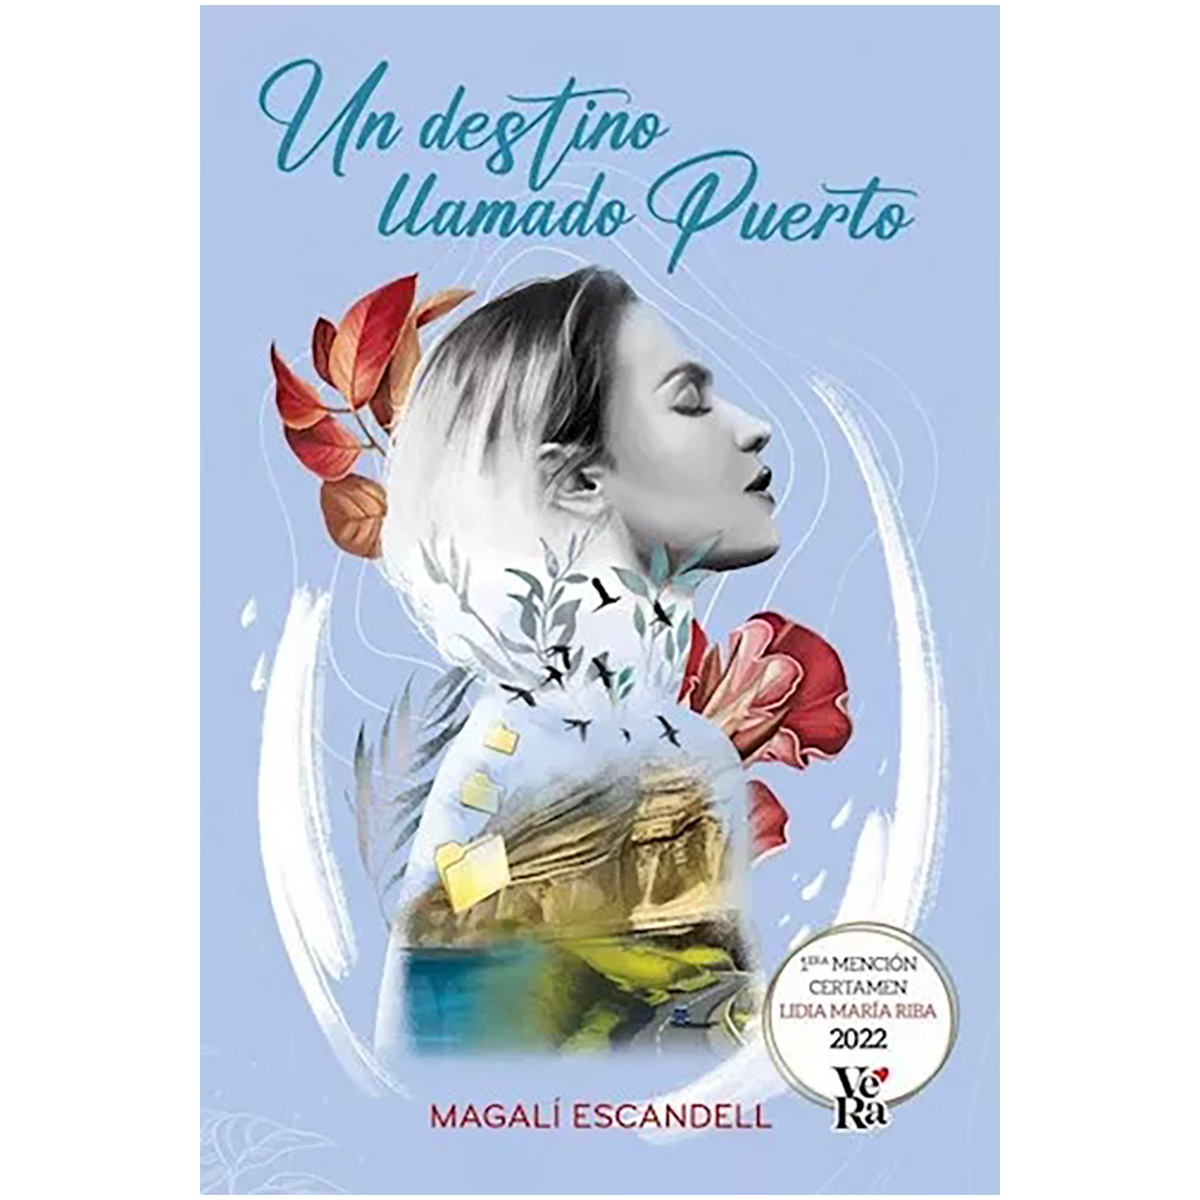 Un destino
llamado Puerto
1ERA MENCIÓN
CERTAMEN
LIDIA MARÍA RIBA
2022
VeRa
MAGALÍ ESCANDELL